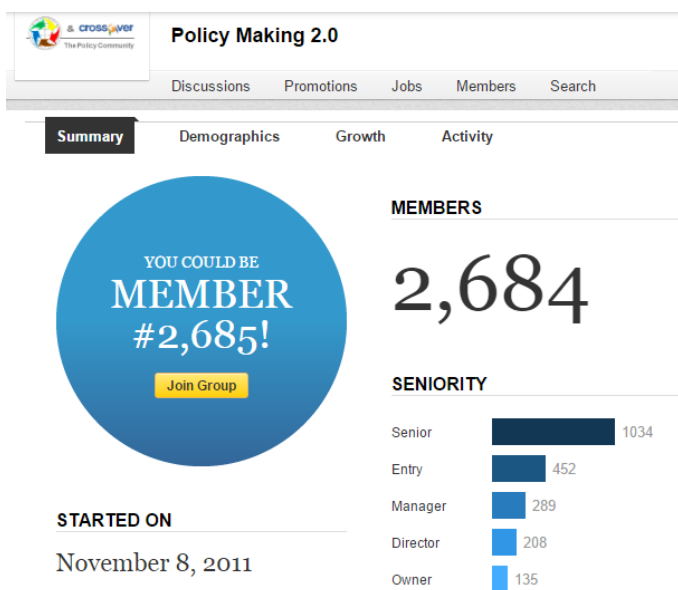 & crossover
The Policy Community
Policy Making 2.0
Discussions Promotions Jobs Members Search
Summary Demographics Growth Activity
YOU COULD BE
MEMBER
#2,685!
Join Group
STARTED ON
November 8, 2011
MEMBERS
2,684
SENIORITY
Senior 1034
Entry 452
Manager 289
Director 208
Owner 135